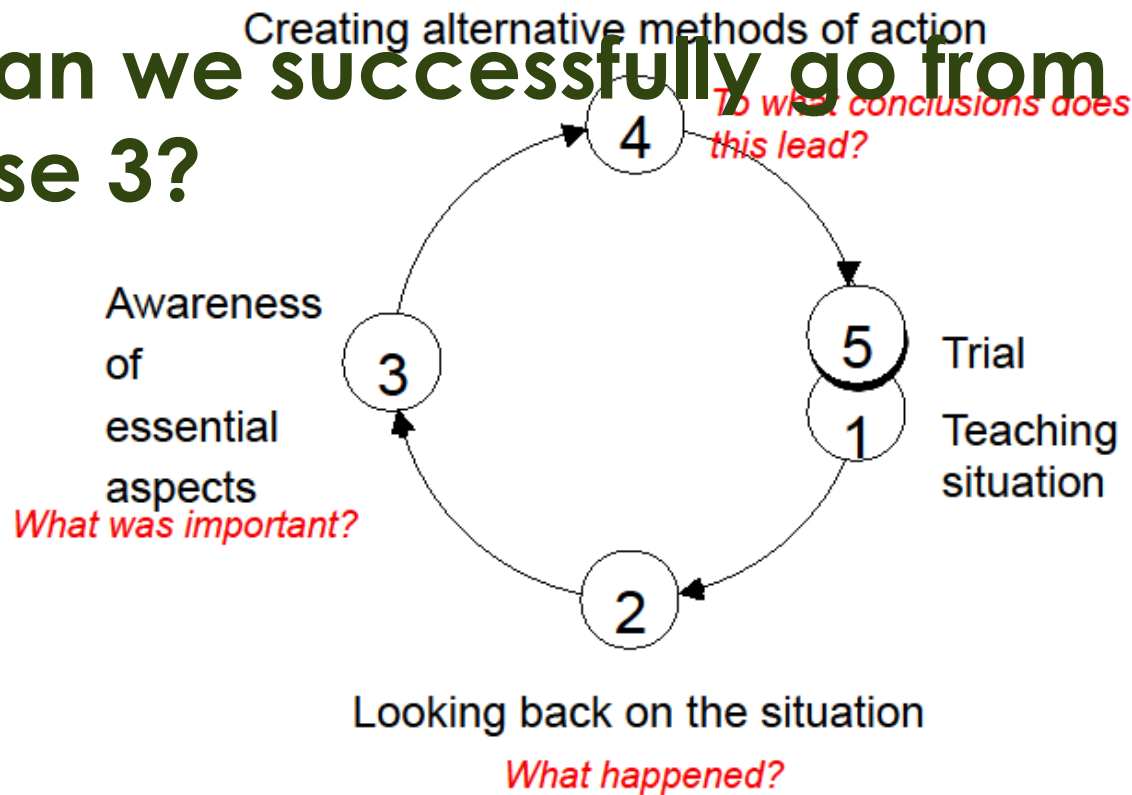 Creating alternative methods of action
an we successfully go from
se 3?
To what conclusions does
this lead?
4
Awareness
of
essential
aspects
What was important?
3
5
Trial
1
Teaching
situation
2
Looking back on the situation
What happened?